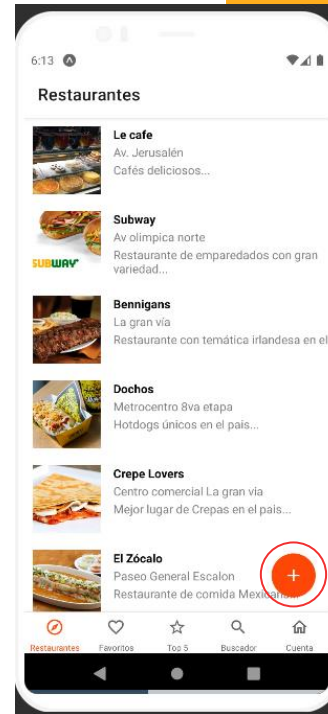 6:13
Restaurantes
Le cafe
Av. Jerusalén
Cafés deliciosos...
Subway
Av olimpica norte
Restaurante de emparedados con gran
variedad...
SUBWAY
Bennigans
La gran vía
Restaurante con temática irlandesa en el
Dochos
Metrocentro 8va etapa
Hotdogs únicos en el pais...
Crepe Lovers
Centro comercial La gran via
Mejor lugar de Crepas en el pais...
El Zócalo
Paseo General Escalon
Restaurante de comida Mexicana...
+
Restaurantes Favoritos Top 5 Buscador Cuenta